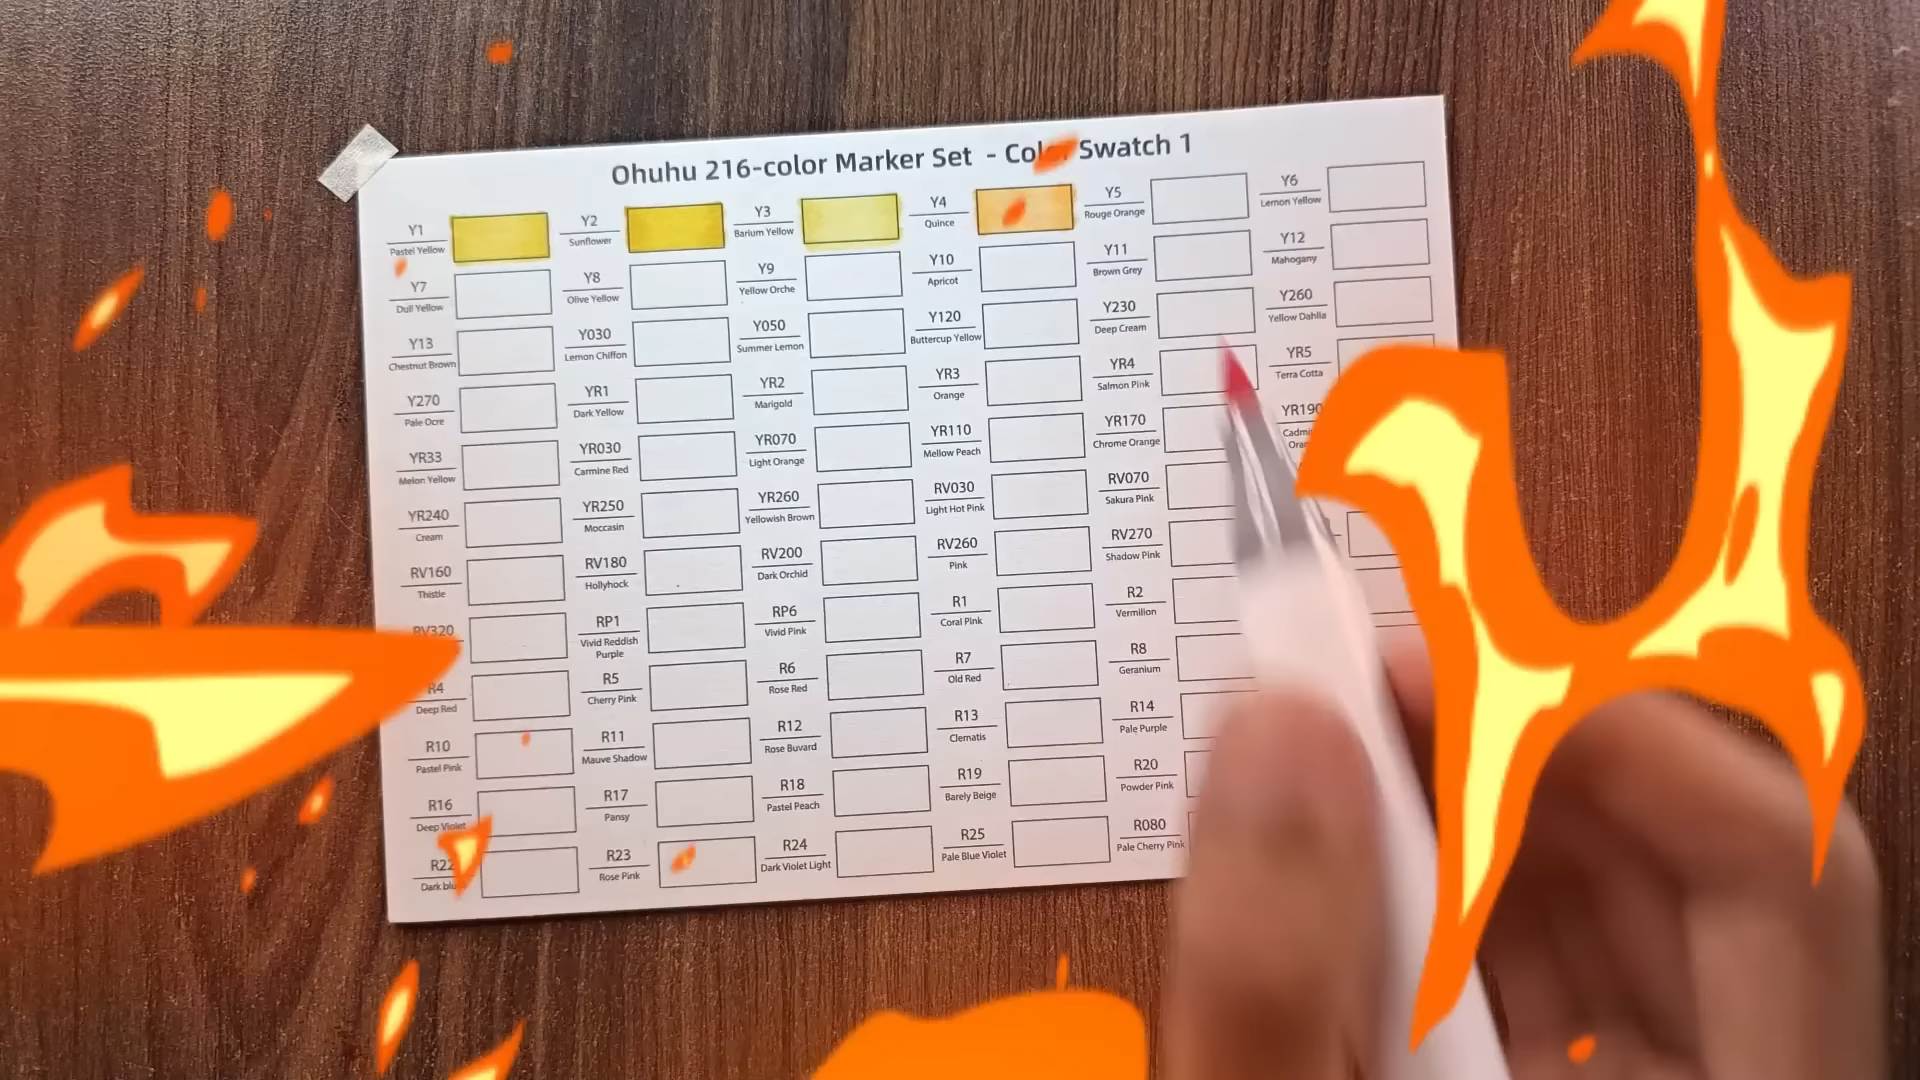 Ohuhu 216-color Marker Set - Color Swatch 1
Y1 Y2 Y3 Y4 Y5 Y6
Pastel Yellow Sunflower Barium Yellow Quince Rouge Orange Lemon Yellow
Y7 Y8 Y9 Y10 Y11 Y12
Dull Yellow Olive Yellow Yellow Orche Apricot Brown Grey Mahogany
Y13 Y030 Y050 Y120 Y230 Y260
Chestnut Brown Lemon Chiffon Summer Lemon Buttercup Yellow Deep Cream Yellow Dahlia
Y270 YR1 YR2 YR3 YR4 YR5
Pale Ocre Dark Yellow Marigold Orange Salmon Pink Terra Cotta
YR33 YR030 YR070 YR110 YR170 YR190
Melon Yellow Carmine Red Light Orange Mellow Peach Chrome Orange
YR240 YR250 YR260 RV030 RV070
Cream Moccasin Yellowish Brown Light Hot Pink Sakura Pink
RV160 RV180 RV200 RV260 RV270
Thistle Hollyhock Dark Orchid Pink Shadow Pink
RV320 RP1 RP6 R1 R2
Vivid Reddish Purple Vivid Pink Coral Pink Vermilion
R4 R5 R6 R7 R8
Deep Red Cherry Pink Rose Red Old Red Geranium
R10 R11 R12 R13 R14
Pastel Pink Mauve Shadow Rose Buvard Clematis Pale Purple
R16 R17 R18 R19 R20
Deep Violet Pansy Pastel Peach Barely Beige Powder Pink
R22 R23 R24 R25 R080
Dark blu Rose Pink Dark Violet Light Pale Blue Violet Pale Cherry Pink